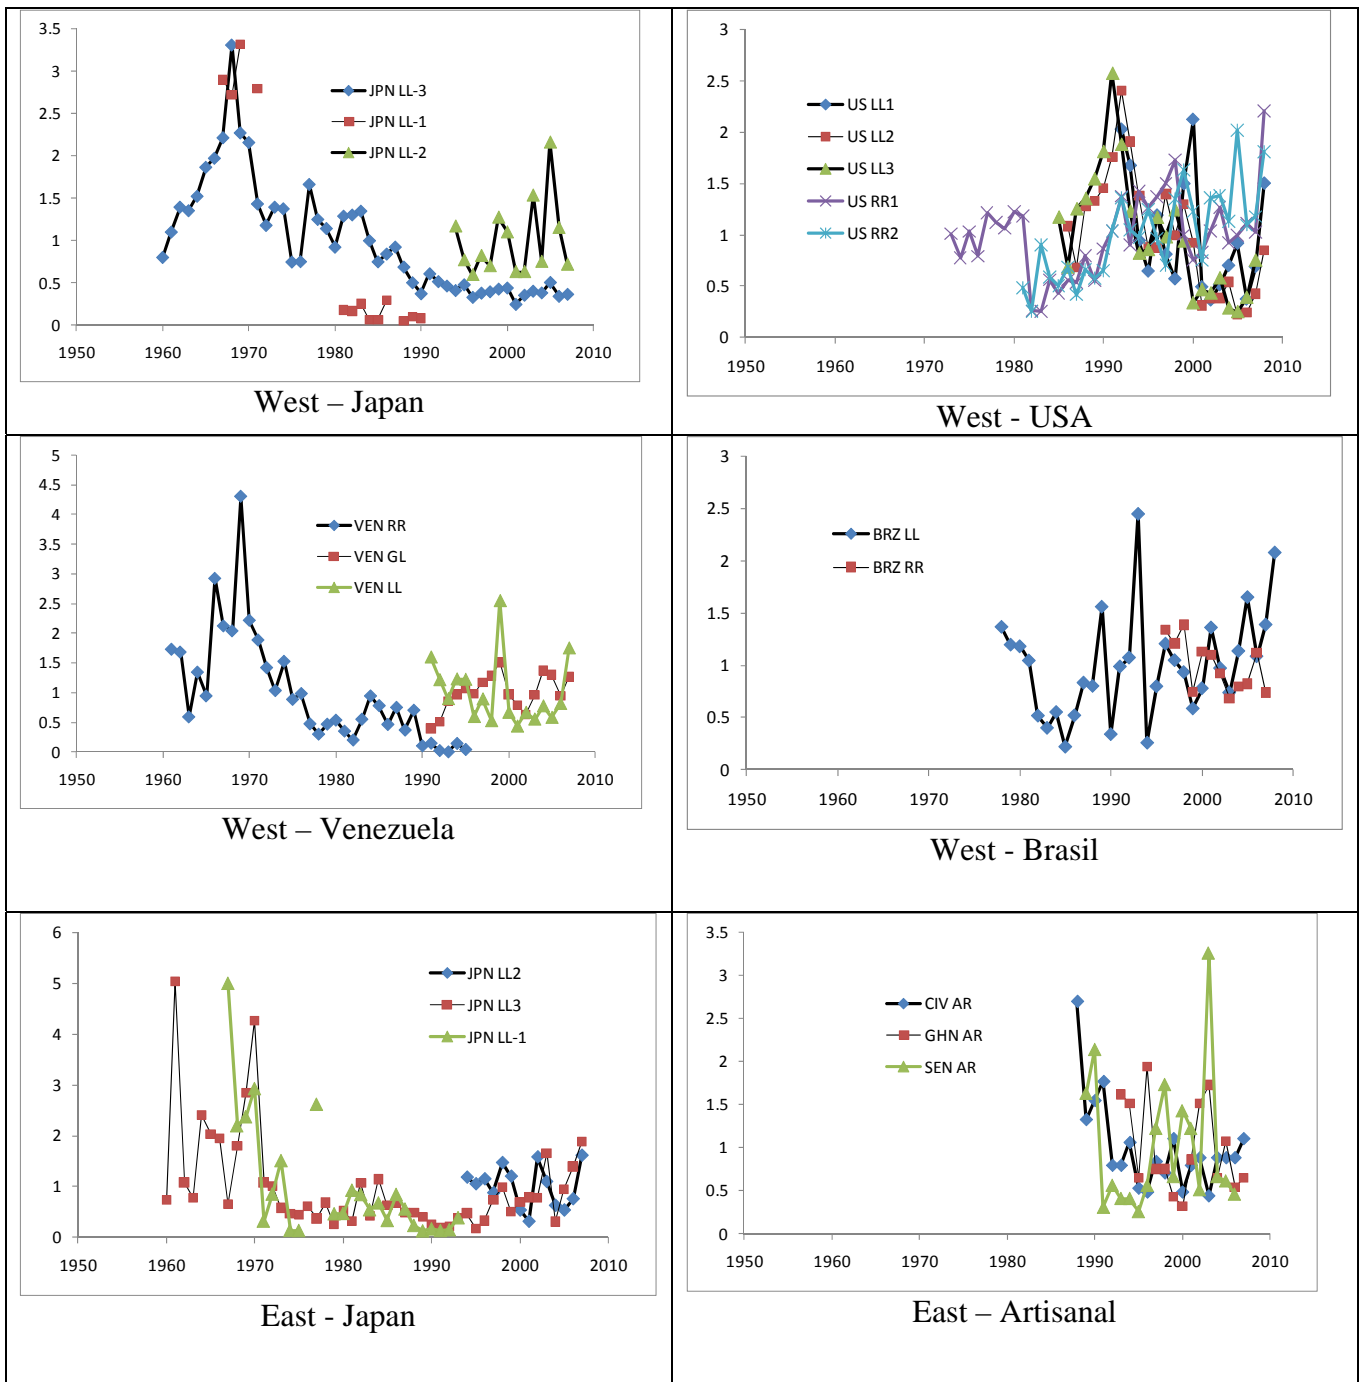 3.5
3
2.5
2
1.5
1
0.5
0
1950 1960 1970 1980 1990 2000 2010
JPN LL-3
JPN LL-1
JPN LL-2
West – Japan
3
2.5
2
1.5
1
0.5
0
1950 1960 1970 1980 1990 2000 2010
US LL1
US LL2
US LL3
US RR1
US RR2
West - USA
5
4.5
4
3.5
3
2.5
2
1.5
1
0.5
0
1950 1960 1970 1980 1990 2000 2010
VEN RR
VEN GL
VEN LL
West – Venezuela
3
2.5
2
1.5
1
0.5
0
1950 1960 1970 1980 1990 2000 2010
BRZ LL
BRZ RR
West - Brasil
6
5
4
3
2
1
0
1950 1960 1970 1980 1990 2000 2010
JPN LL2
JPN LL3
JPN LL-1
East - Japan
3.5
3
2.5
2
1.5
1
0.5
0
1950 1960 1970 1980 1990 2000 2010
CIV AR
GHN AR
SEN AR
East – Artisanal